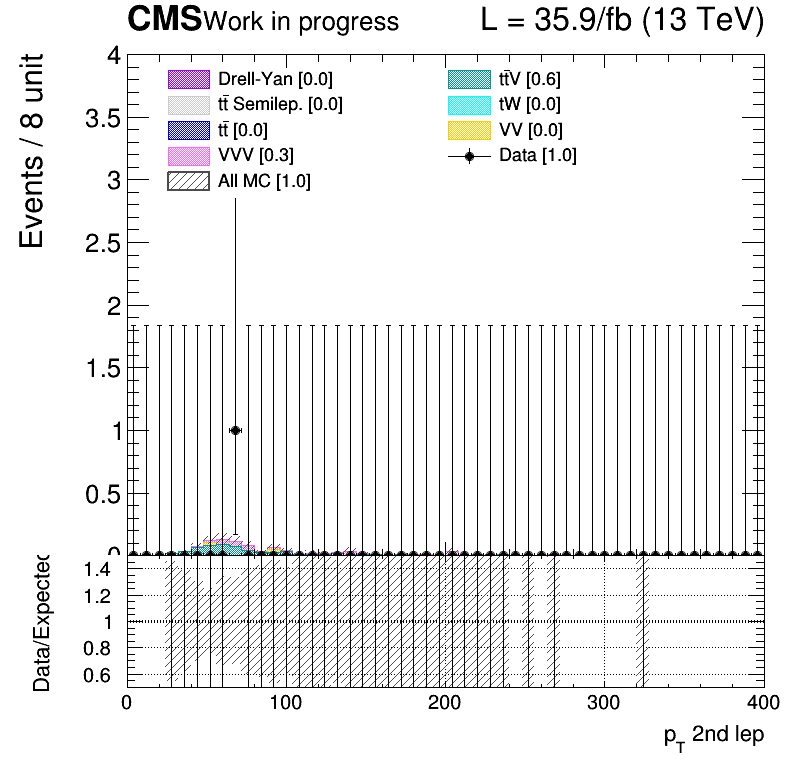 CMS Work in progress L = 35.9/fb (13 TeV)
Events / 8 unit
4
3.5
3
2.5
2
1.5
1
0.5
0
Drell-Yan [0.0]
tt̄ Semilep. [0.0]
tt̄ [0.0]
VVV [0.3]
All MC [1.0]
tt̄V [0.6]
tW [0.0]
VV [0.0]
Data [1.0]
Data/Expected
1.4
1.2
1
0.8
0.6
0 100 200 300 400
p_T 2nd lep